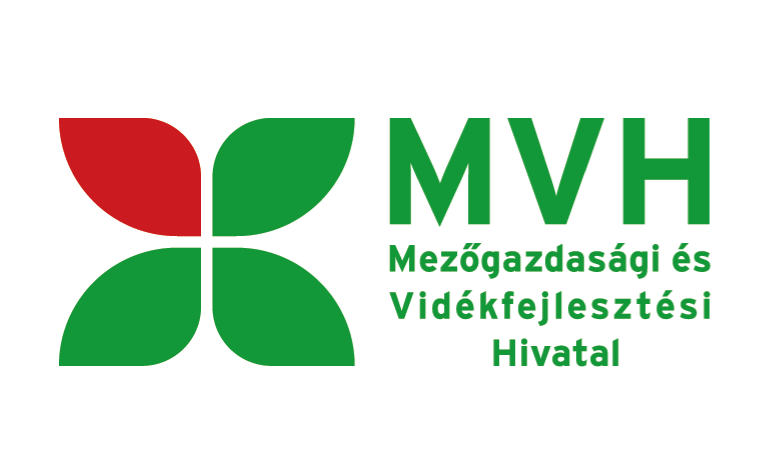 MVH
Mezőgazdasági és
Vidékfejlesztési
Hivatal